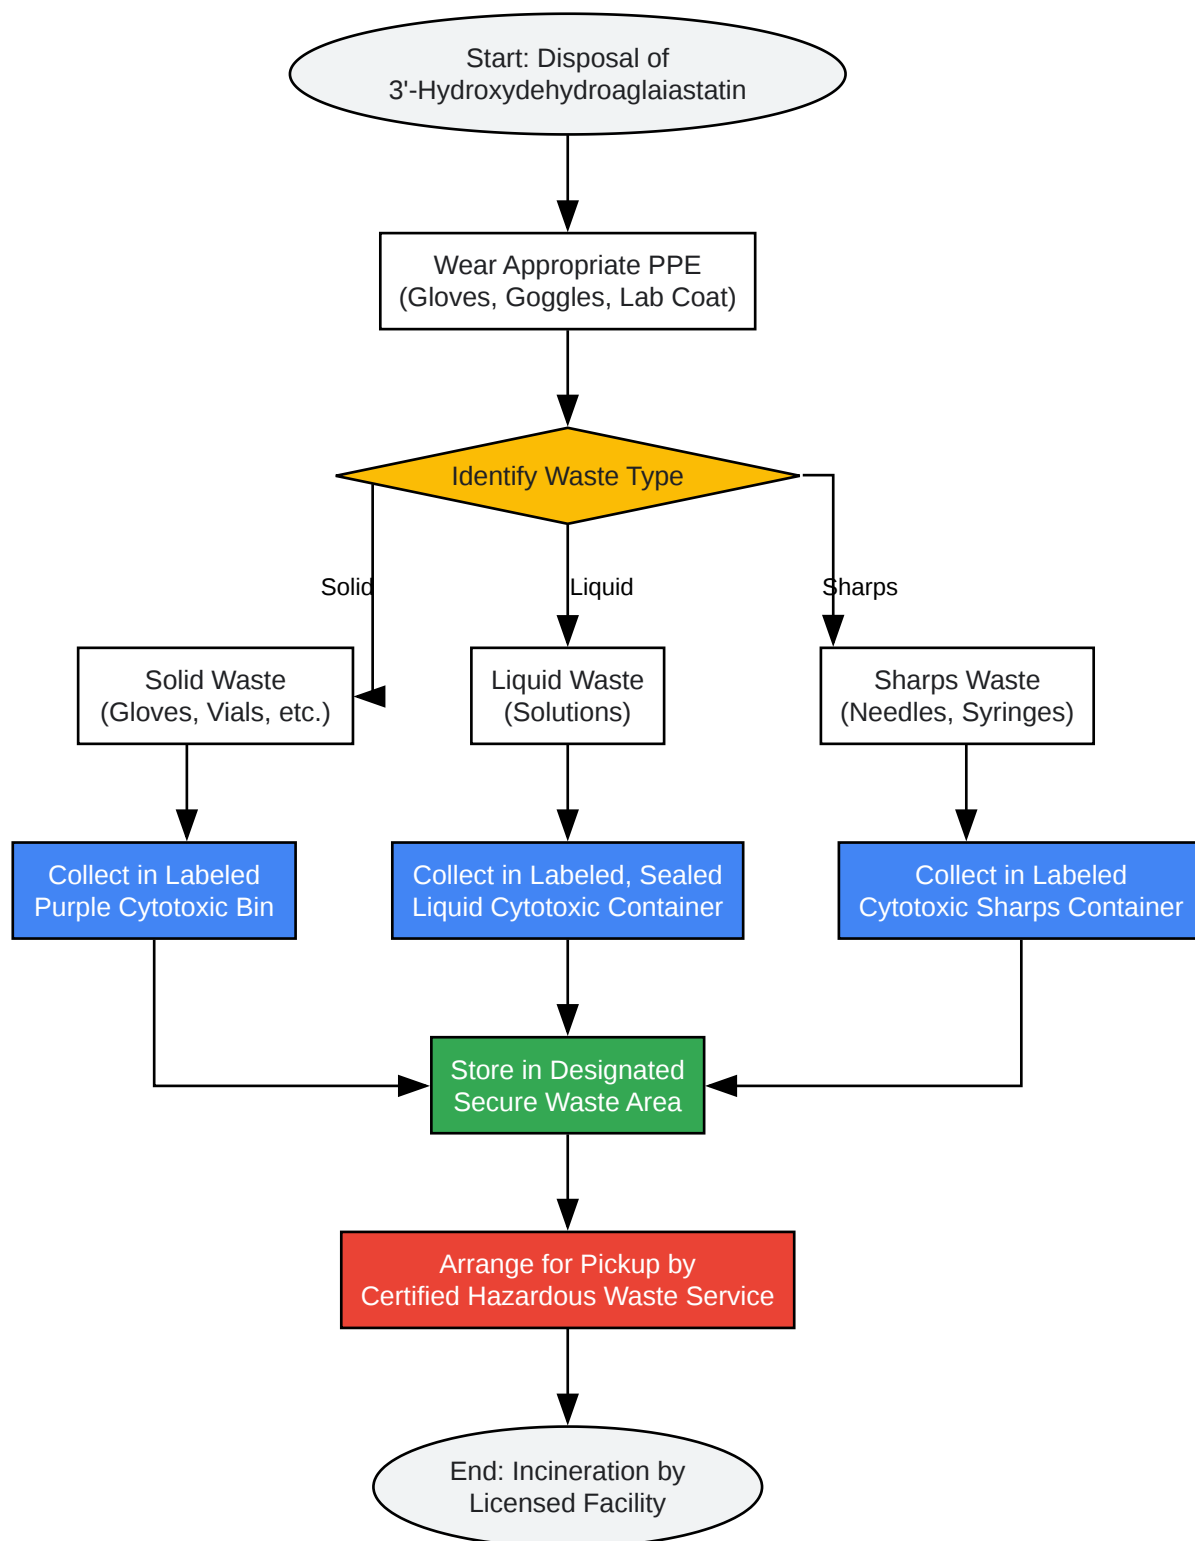 Start: Disposal of
3'-Hydroxydehydroaglaiastatin
Wear Appropriate PPE
(Gloves, Goggles, Lab Coat)
Identify Waste Type
Solid
Liquid
Sharps
Solid Waste
(Gloves, Vials, etc.)
Liquid Waste
(Solutions)
Sharps Waste
(Needles, Syringes)
Collect in Labeled
Purple Cytotoxic Bin
Collect in Labeled, Sealed
Liquid Cytotoxic Container
Collect in Labeled
Cytotoxic Sharps Container
Store in Designated
Secure Waste Area
Arrange for Pickup by
Certified Hazardous Waste Service
End: Incineration by
Licensed Facility